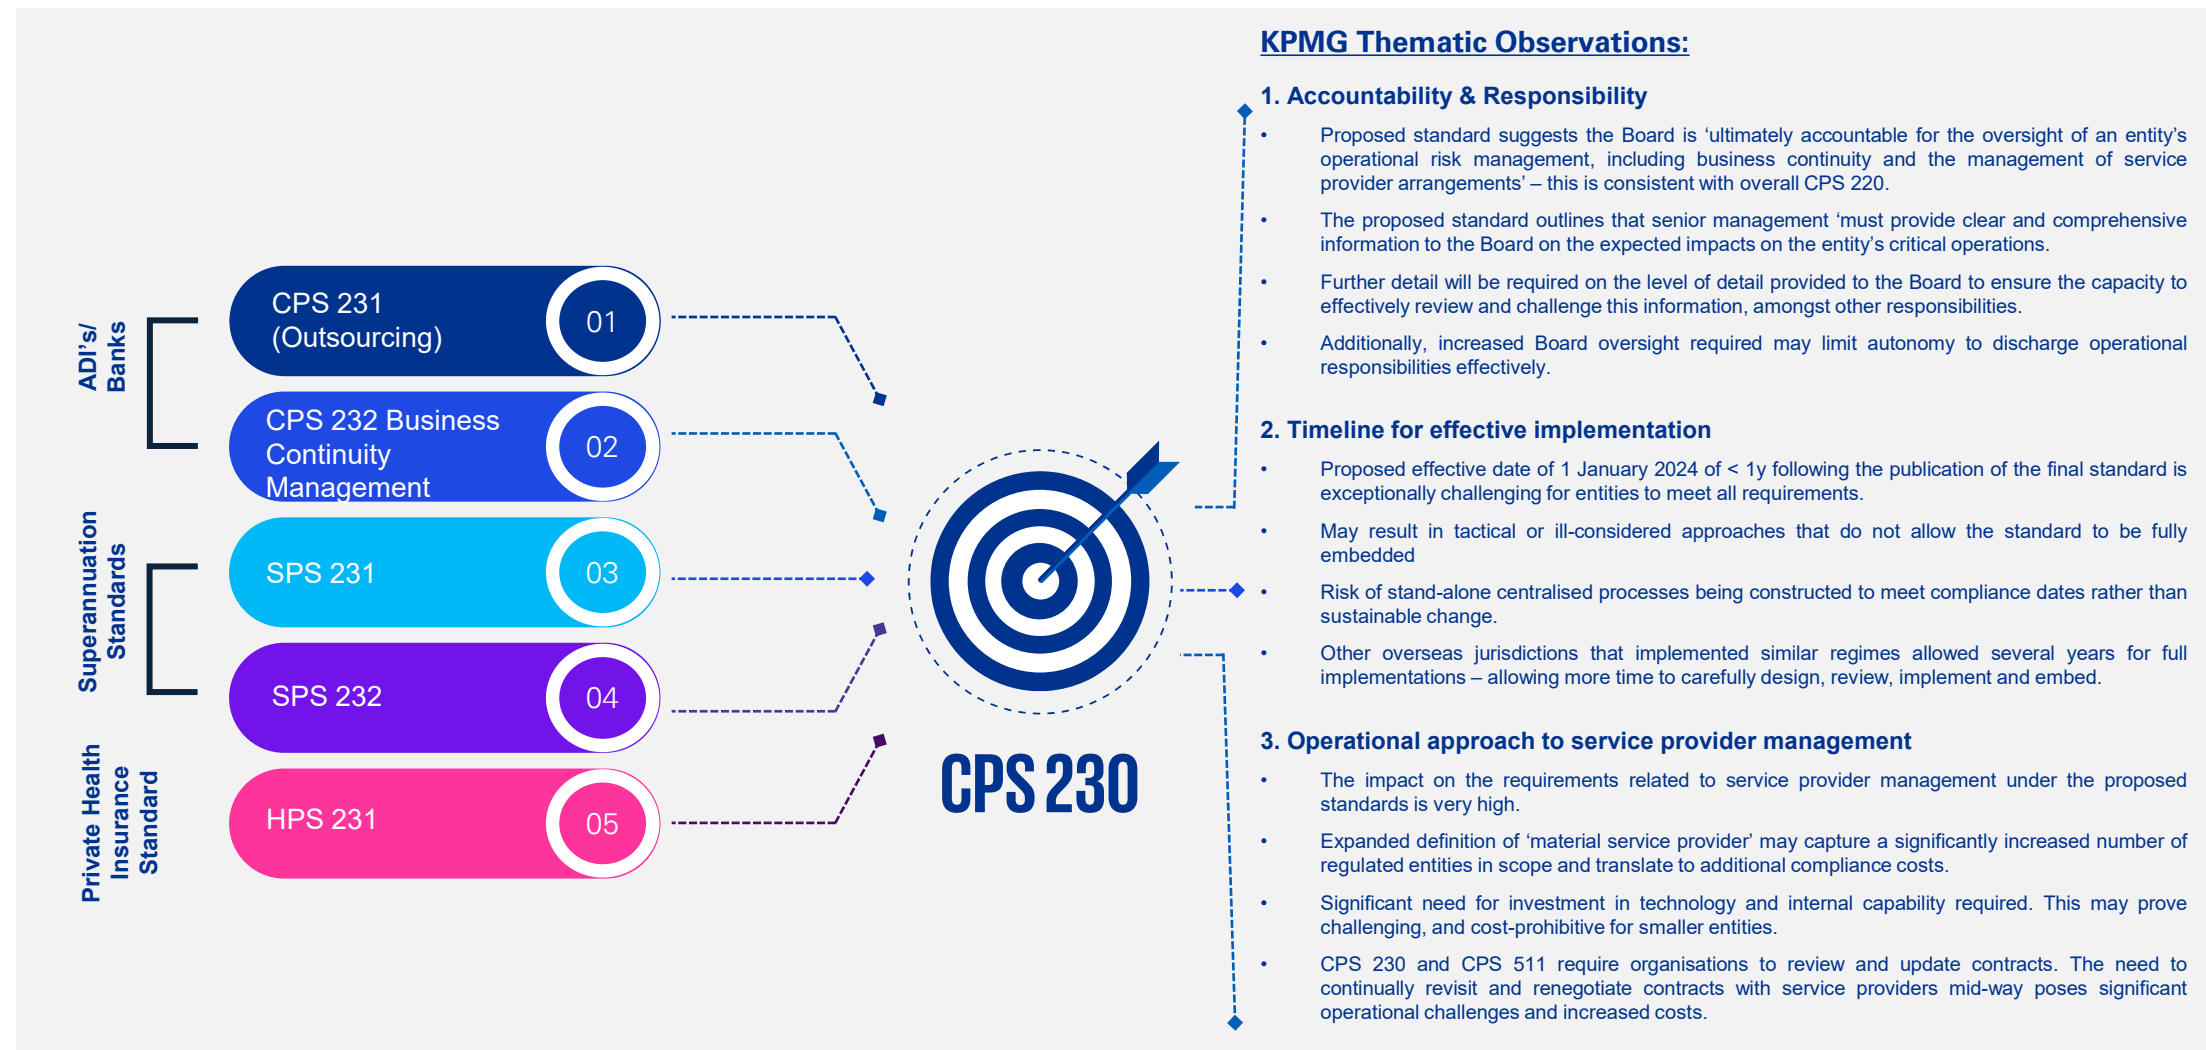 ADI's/
Banks
CPS 231
(Outsourcing)
01
CPS 232 Business
Continuity
Management
02
Superannuation
Standards
SPS 231
03
SPS 232
04
Private Health
Insurance
Standard
HPS 231
05
CPS 230
KPMG Thematic Observations:
1. Accountability & Responsibility
• Proposed standard suggests the Board is ‘ultimately accountable for the oversight of an entity’s
operational risk management, including business continuity and the management of service
provider arrangements’ – this is consistent with overall CPS 220.
• The proposed standard outlines that senior management ‘must provide clear and comprehensive
information to the Board on the expected impacts on the entity’s critical operations.
• Further detail will be required on the level of detail provided to the Board to ensure the capacity to
effectively review and challenge this information, amongst other responsibilities.
• Additionally, increased Board oversight required may limit autonomy to discharge operational
responsibilities effectively.
2. Timeline for effective implementation
• Proposed effective date of 1 January 2024 of < 1y following the publication of the final standard is
exceptionally challenging for entities to meet all requirements.
• May result in tactical or ill-considered approaches that do not allow the standard to be fully
embedded
• Risk of stand-alone centralised processes being constructed to meet compliance dates rather than
sustainable change.
• Other overseas jurisdictions that implemented similar regimes allowed several years for full
implementations – allowing more time to carefully design, review, implement and embed.
3. Operational approach to service provider management
• The impact on the requirements related to service provider management under the proposed
standards is very high.
• Expanded definition of ‘material service provider’ may capture a significantly increased number of
regulated entities in scope and translate to additional compliance costs.
• Significant need for investment in technology and internal capability required. This may prove
challenging, and cost-prohibitive for smaller entities.
• CPS 230 and CPS 511 require organisations to review and update contracts. The need to
continually revisit and renegotiate contracts with service providers mid-way poses significant
operational challenges and increased costs.